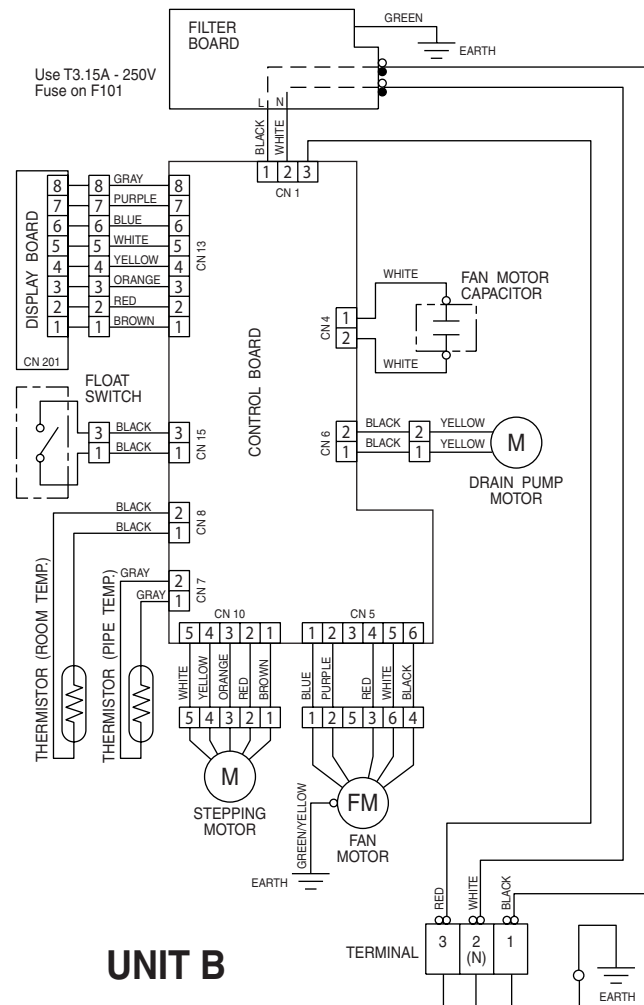 FILTER
BOARD
GREEN
EARTH
Use T3.15A - 250V
Fuse on F101
L N
BLACK
WHITE
1 2 3
CN 1
DISPLAY BOARD
CN 201
8 8 GRAY 8
7 7 PURPLE 7
6 6 BLUE 6
5 5 WHITE 5
4 4 YELLOW 4
3 3 ORANGE 3
2 2 RED 2
1 1 BROWN 1
CN 13
CONTROL BOARD
WHITE
FAN MOTOR
CAPACITOR
CN 4
1
2
WHITE
FLOAT
SWITCH
3 BLACK 3
1 BLACK 1
CN 15
CN 6
2 BLACK 2 YELLOW
1 BLACK 1 YELLOW
M
DRAIN PUMP
MOTOR
BLACK 2
BLACK 1
CN 8
THERMISTOR (ROOM TEMP.)
GRAY 2
GRAY 1
CN 7
THERMISTOR (PIPE TEMP.)
CN 10
5 4 3 2 1
WHITE
YELLOW
ORANGE
RED
BROWN
5 4 3 2 1
M
STEPPING
MOTOR
CN 5
1 2 3 4 5 6
BLUE
PURPLE
RED
WHITE
BLACK
1 2 5 3 6 4
FM
FAN
MOTOR
GREEN/YELLOW
EARTH
RED
WHITE
BLACK
TERMINAL
3 2 1
(N)
EARTH
UNIT B